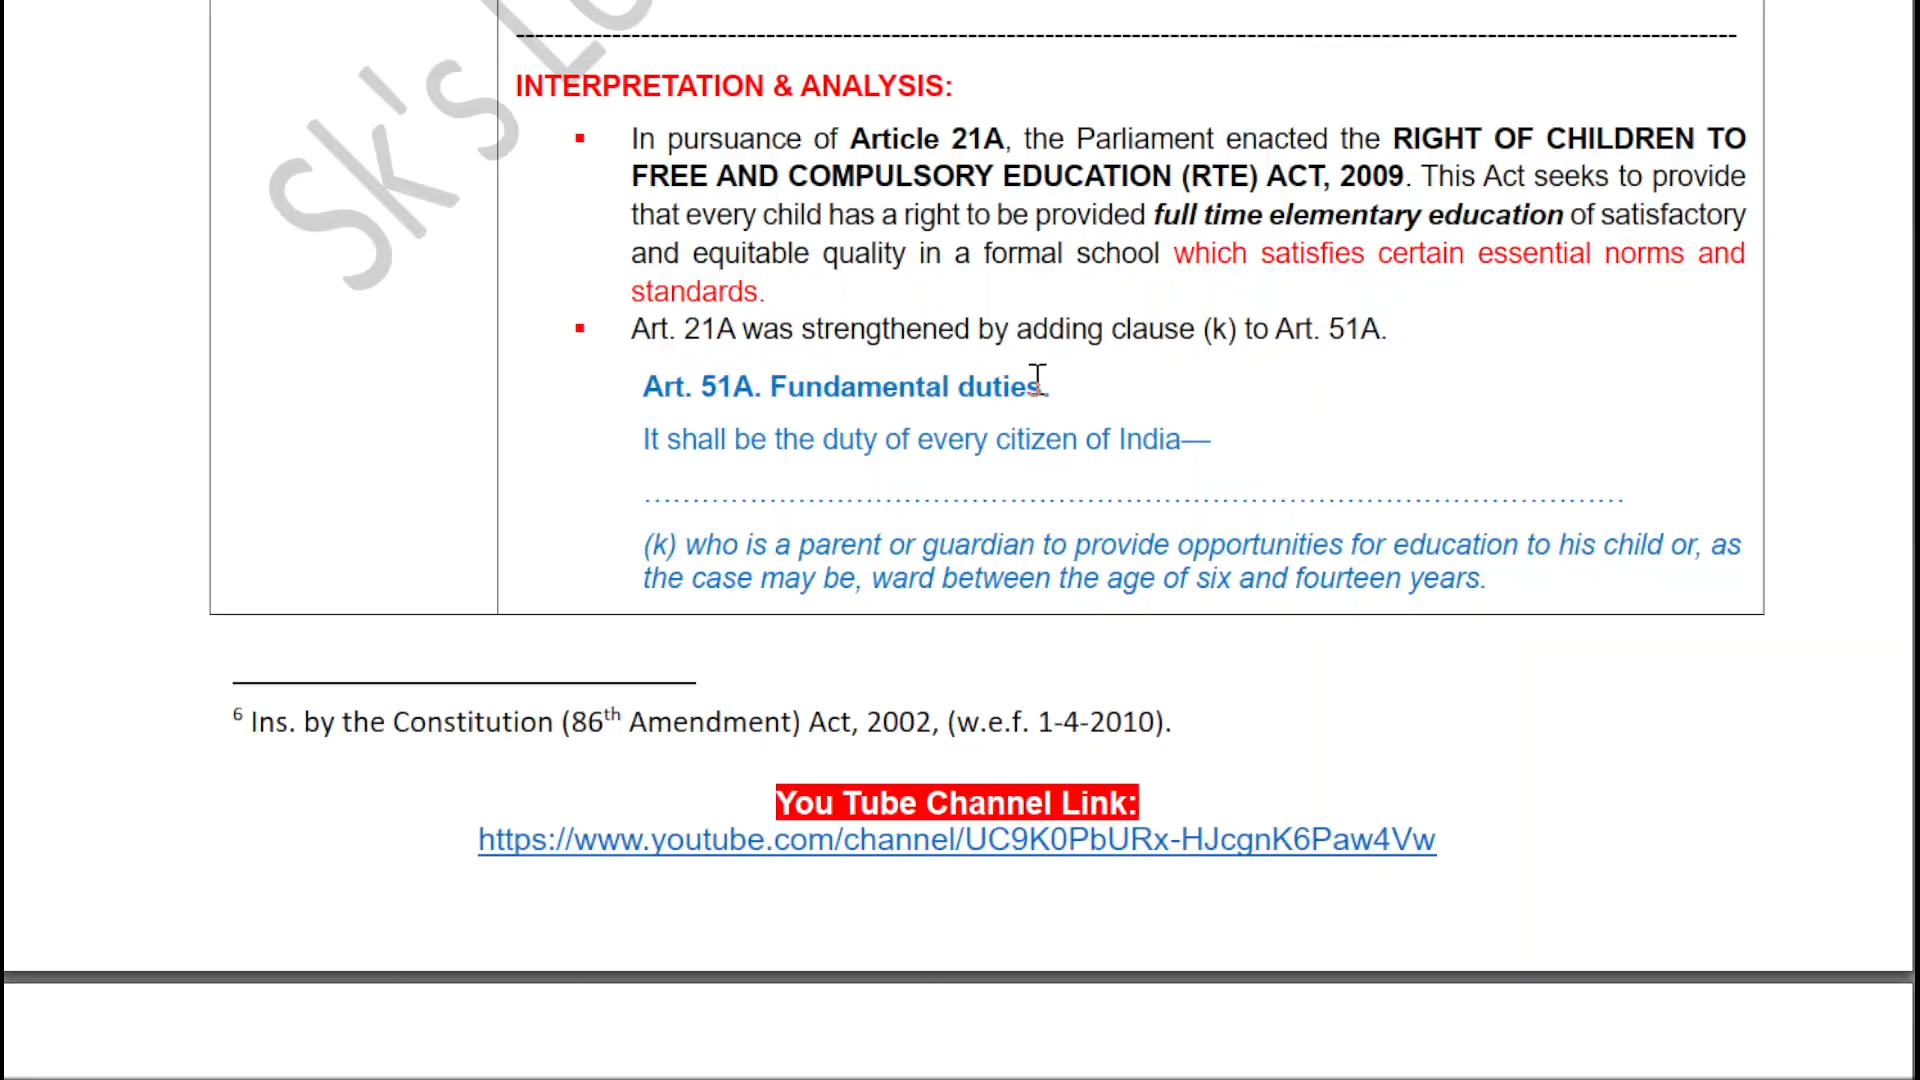 INTERPRETATION & ANALYSIS:
▪ In pursuance of Article 21A, the Parliament enacted the RIGHT OF CHILDREN TO
FREE AND COMPULSORY EDUCATION (RTE) ACT, 2009. This Act seeks to provide
that every child has a right to be provided full time elementary education of satisfactory
and equitable quality in a formal school which satisfies certain essential norms and
standards.
▪ Art. 21A was strengthened by adding clause (k) to Art. 51A.
Art. 51A. Fundamental duties.
It shall be the duty of every citizen of India—
……………………………………………………………………………………………
(k) who is a parent or guardian to provide opportunities for education to his child or, as
the case may be, ward between the age of six and fourteen years.
6 Ins. by the Constitution (86th Amendment) Act, 2002, (w.e.f. 1-4-2010).
You Tube Channel Link:
https://www.youtube.com/channel/UC9K0PbURx-HJcgnK6Paw4Vw
Sk's